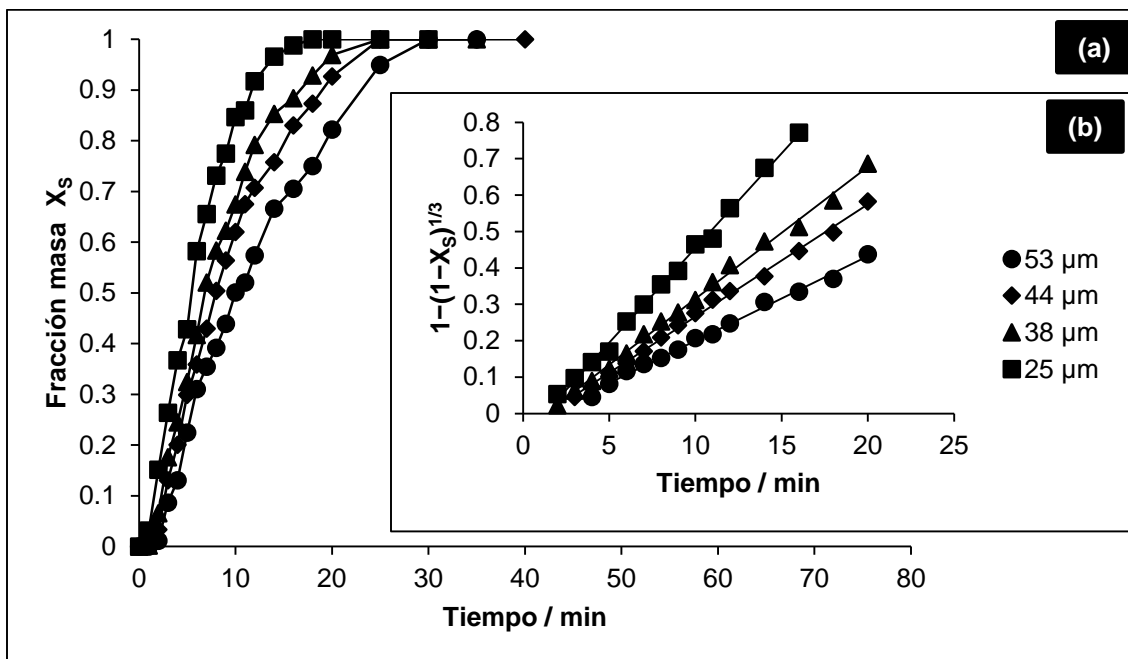 (a)
Fracción masa X_S
1
0.9
0.8
0.7
0.6
0.5
0.4
0.3
0.2
0.1
0
0 10 20 30 40 50 60 70 80
Tiempo / min
(b)
1−(1−X_S)^1/3
0.8
0.7
0.6
0.5
0.4
0.3
0.2
0.1
0
0 5 10 15 20 25
Tiempo / min
53 µm
44 µm
38 µm
25 µm